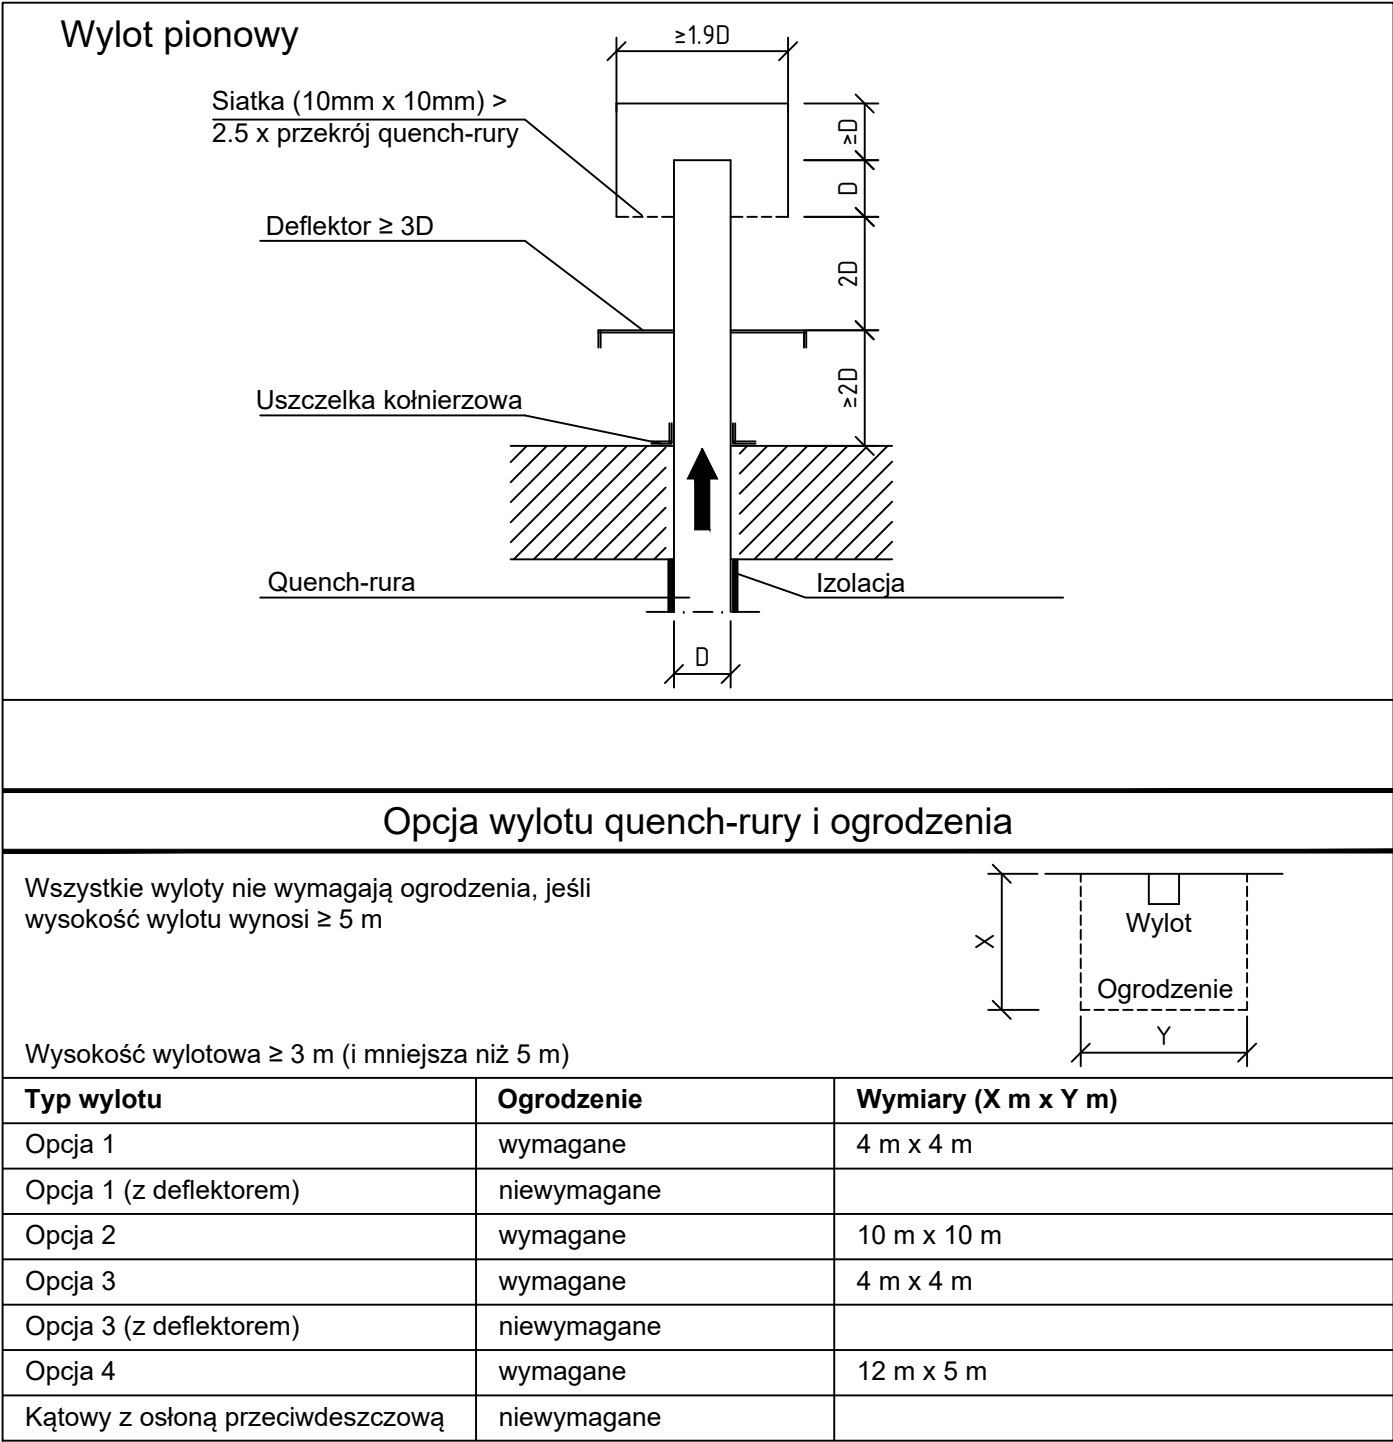 Wylot pionowy
≥1.9D
Siatka (10mm x 10mm) >
2.5 x przekrój quench-rury
≥D
D
Deflektor ≥ 3D
2D
≥2D
Uszczelka kołnierzowa
Quench-rura
Izolacja
D
Opcja wylotu quench-rury i ogrodzenia
Wszystkie wyloty nie wymagają ogrodzenia, jeśli
wysokość wylotu wynosi ≥ 5 m
Wylot
X
Ogrodzenie
Y
Wysokość wylotowa ≥ 3 m (i mniejsza niż 5 m)
Typ wylotu Ogrodzenie Wymiary (X m x Y m)
Opcja 1 wymagane 4 m x 4 m
Opcja 1 (z deflektorem) niewymagane
Opcja 2 wymagane 10 m x 10 m
Opcja 3 wymagane 4 m x 4 m
Opcja 3 (z deflektorem) niewymagane
Opcja 4 wymagane 12 m x 5 m
Kątowy z osłoną przeciwdeszczową niewymagane